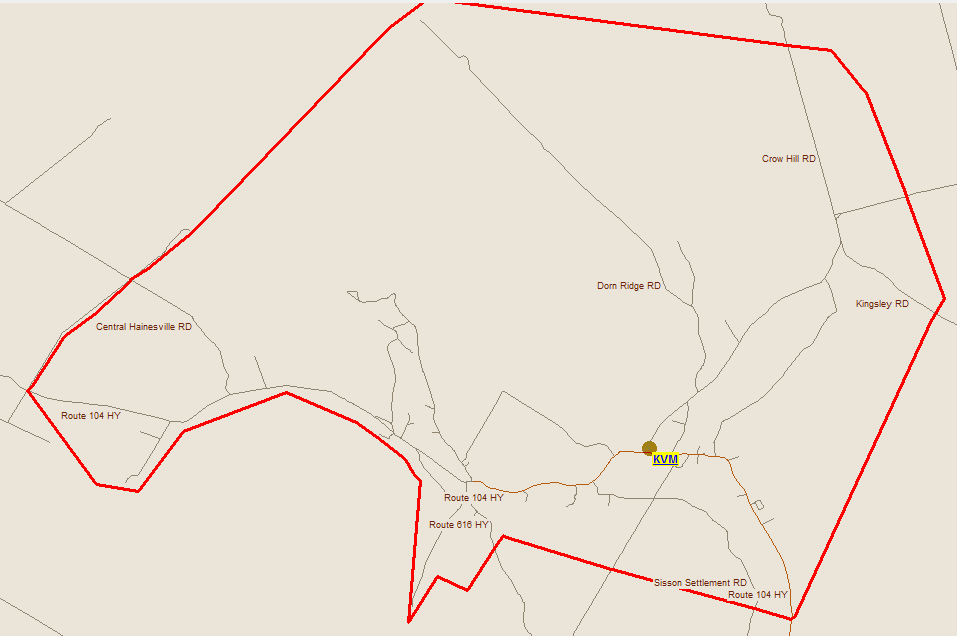 Crow Hill RD
Dorn Ridge RD
Kingsley RD
Central Hainesville RD
Route 104 HY
KVM
Route 104 HY
Route 616 HY
Sisson Settlement RD
Route 104 HY